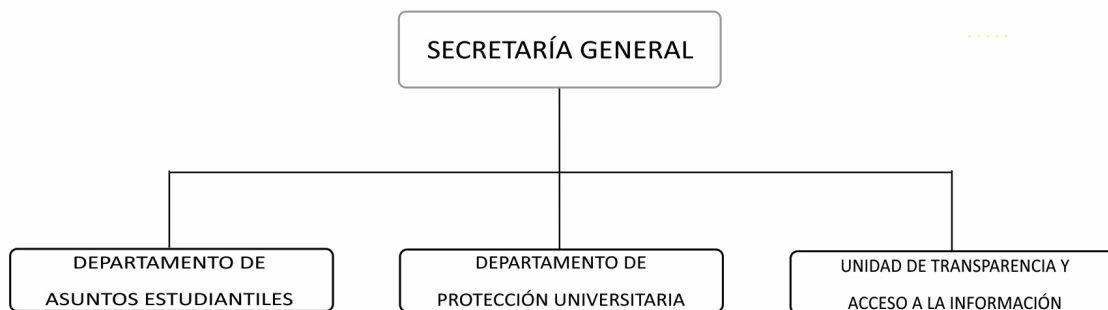 SECRETARÍA GENERAL
DEPARTAMENTO DE
ASUNTOS ESTUDIANTILES
DEPARTAMENTO DE
PROTECCIÓN UNIVERSITARIA
UNIDAD DE TRANSPARENCIA Y
ACCESO A LA INFORMACIÓN